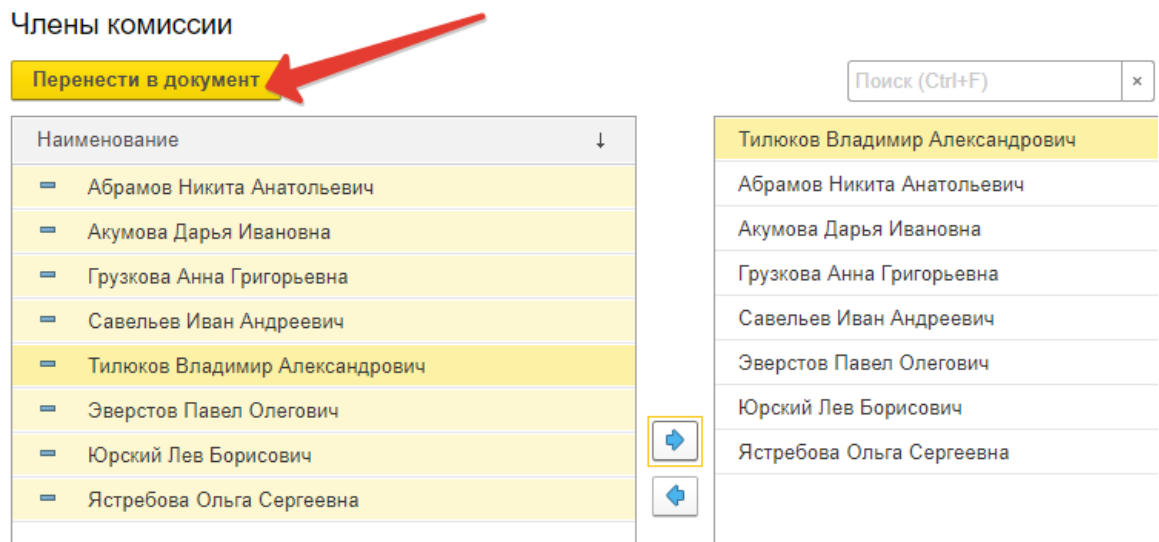 Члены комиссии
Перенести в документ
Поиск (Ctrl+F)
×
Наименование ↓
Абрамов Никита Анатольевич
Акумова Дарья Ивановна
Грузкова Анна Григорьевна
Савельев Иван Андреевич
Тилюков Владимир Александрович
Эверстов Павел Олегович
Юрский Лев Борисович
Ястребова Ольга Сергеевна
Тилюков Владимир Александрович
Абрамов Никита Анатольевич
Акумова Дарья Ивановна
Грузкова Анна Григорьевна
Савельев Иван Андреевич
Эверстов Павел Олегович
Юрский Лев Борисович
Ястребова Ольга Сергеевна